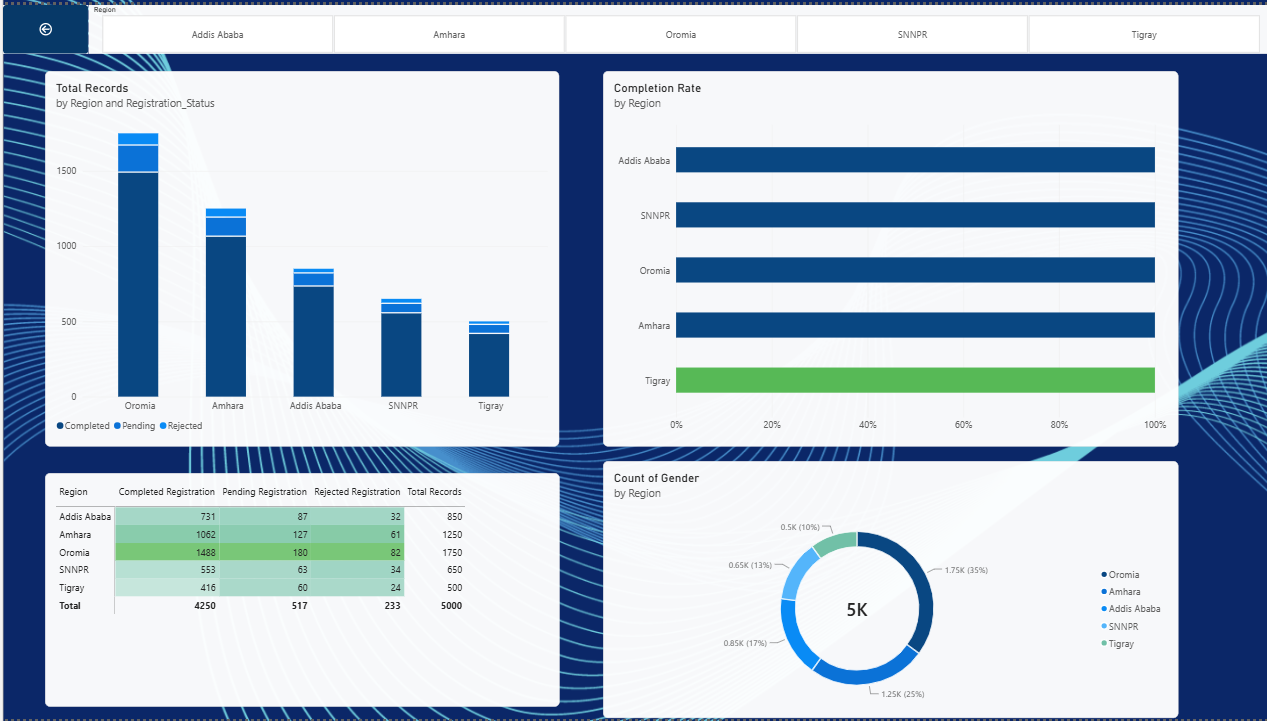 Region
Addis Ababa
Amhara
Oromia
SNNPR
Tigray
Total Records
by Region and Registration_Status
1500
1000
500
0
Oromia Amhara Addis Ababa SNNPR Tigray
Completed Pending Rejected
Completion Rate
by Region
Addis Ababa
SNNPR
Oromia
Amhara
Tigray
0% 20% 40% 60% 80% 100%
Region Completed Registration Pending Registration Rejected Registration Total Records
Addis Ababa 731 87 32 850
Amhara 1062 127 61 1250
Oromia 1488 180 82 1750
SNNPR 553 63 34 650
Tigray 416 60 24 500
Total 4250 517 233 5000
Count of Gender
by Region
0.5K (10%)
0.65K (13%)
1.75K (35%)
5K
0.85K (17%)
1.25K (25%)
Oromia
Amhara
Addis Ababa
SNNPR
Tigray